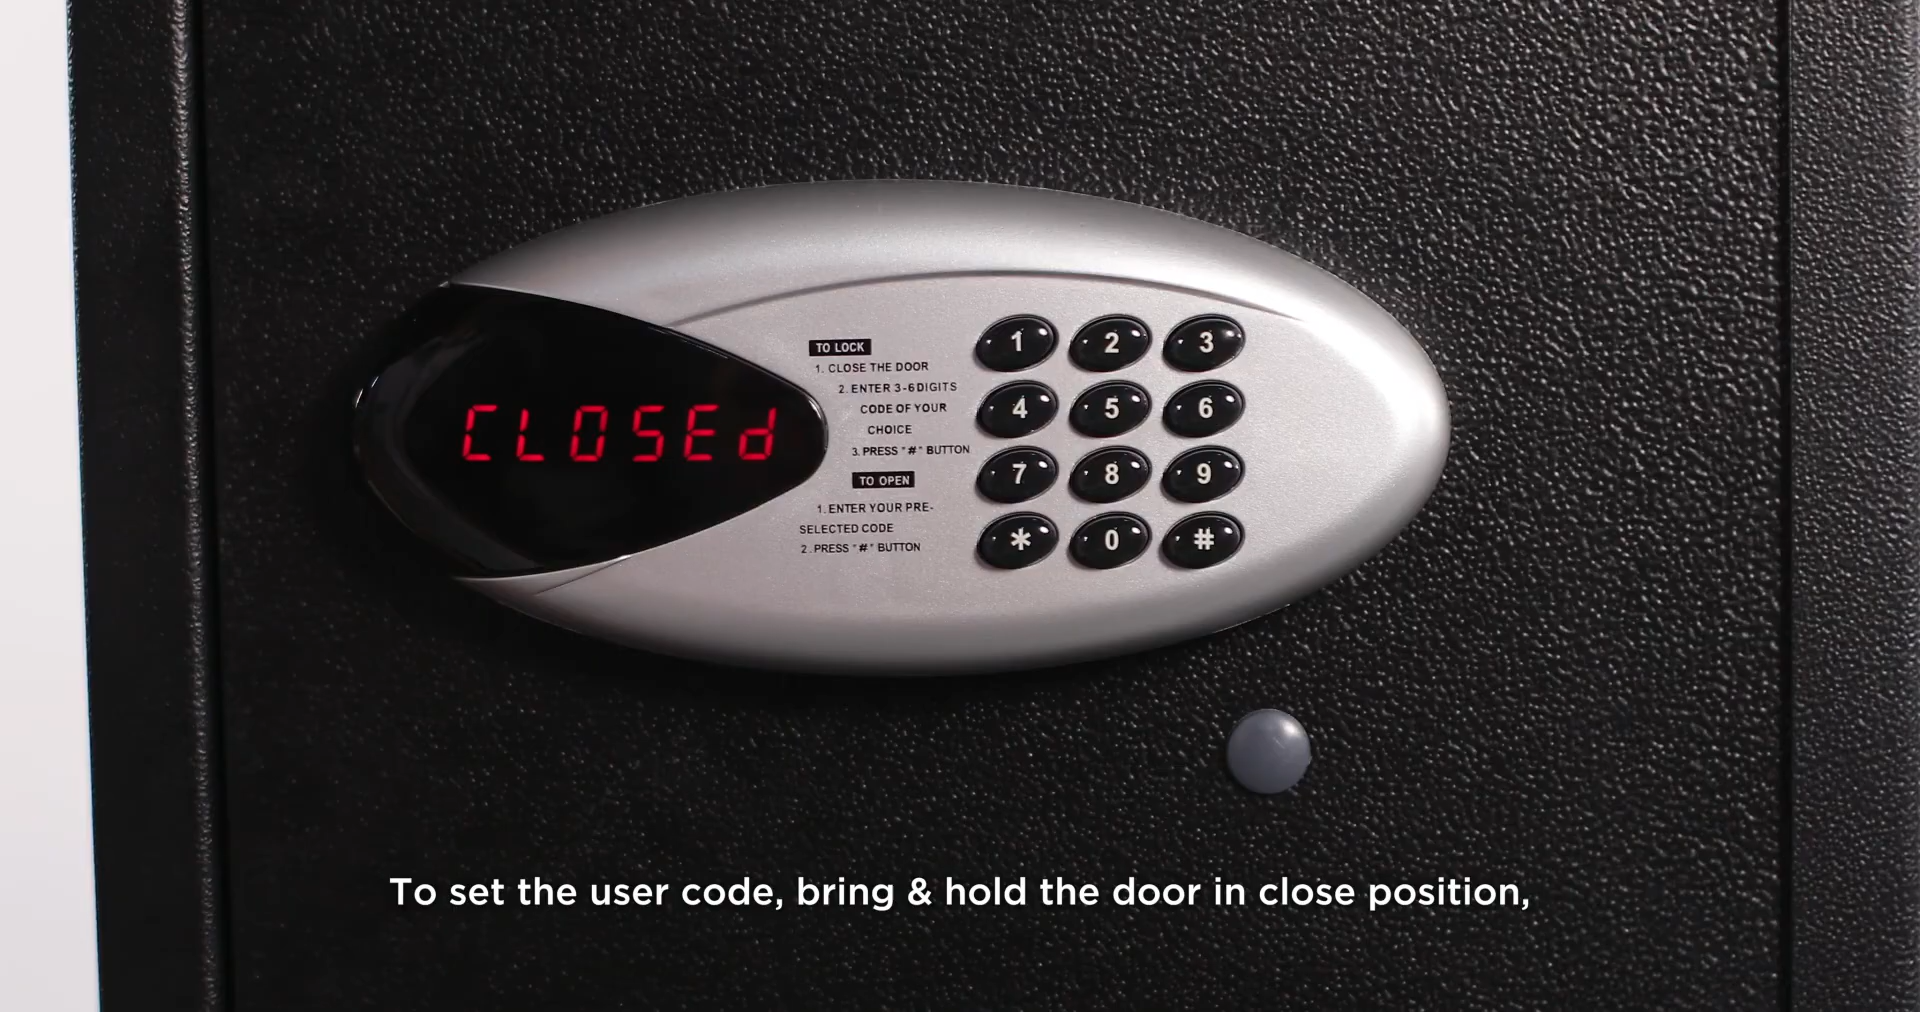 CLOSEd
TO LOCK
1. CLOSE THE DOOR
2. ENTER 3-6 DIGITS
CODE OF YOUR
CHOICE
3. PRESS "#" BUTTON
TO OPEN
1. ENTER YOUR PRE-
SELECTED CODE
2. PRESS "#" BUTTON
1 2 3
4 5 6
7 8 9
* 0 #
To set the user code, bring & hold the door in close position,